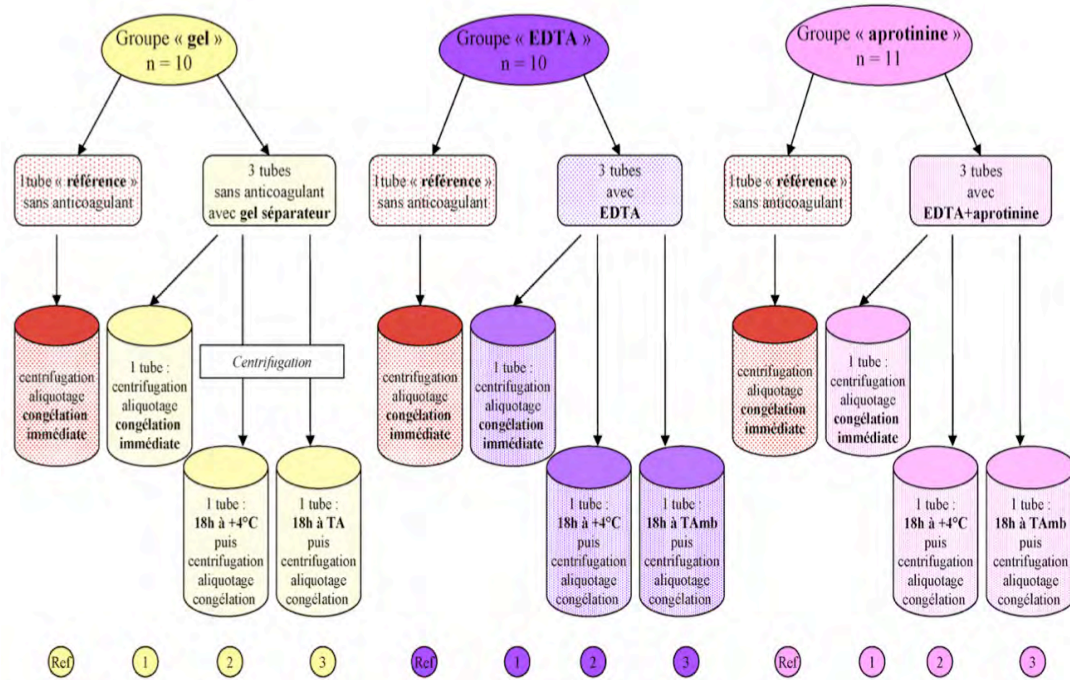 Groupe « gel »
n = 10
Groupe « EDTA »
n = 10
Groupe « aprotinine »
n = 11
1tube « référence »
sans anticoagulant
3 tubes
sans anticoagulant
avec gel séparateur
1tube « référence »
sans anticoagulant
3 tubes
avec
EDTA
1tube « référence »
sans anticoagulant
3 tubes
avec
EDTA+aprotinine
centrifugation
aliquotage
congélation
immédiate
1 tube :
centrifugation
aliquotage
congélation
immédiate
Centrifugation
1 tube :
18h à +4°C
puis
centrifugation
aliquotage
congélation
1 tube :
18h à TA
puis
centrifugation
aliquotage
congélation
centrifugation
aliquotage
congélation
immédiate
1 tube :
centrifugation
aliquotage
congélation
immédiate
1 tube :
18h à +4°C
puis
centrifugation
aliquotage
congélation
1 tube :
18h à TAmb
puis
centrifugation
aliquotage
congélation
centrifugation
aliquotage
congélation
immédiate
1 tube :
centrifugation
aliquotage
congélation
immédiate
1 tube :
18h à +4°C
puis
centrifugation
aliquotage
congélation
1 tube :
18h à TAmb
puis
centrifugation
aliquotage
congélation
Ref 1 2 3 Ref 1 2 3 Ref 1 2 3